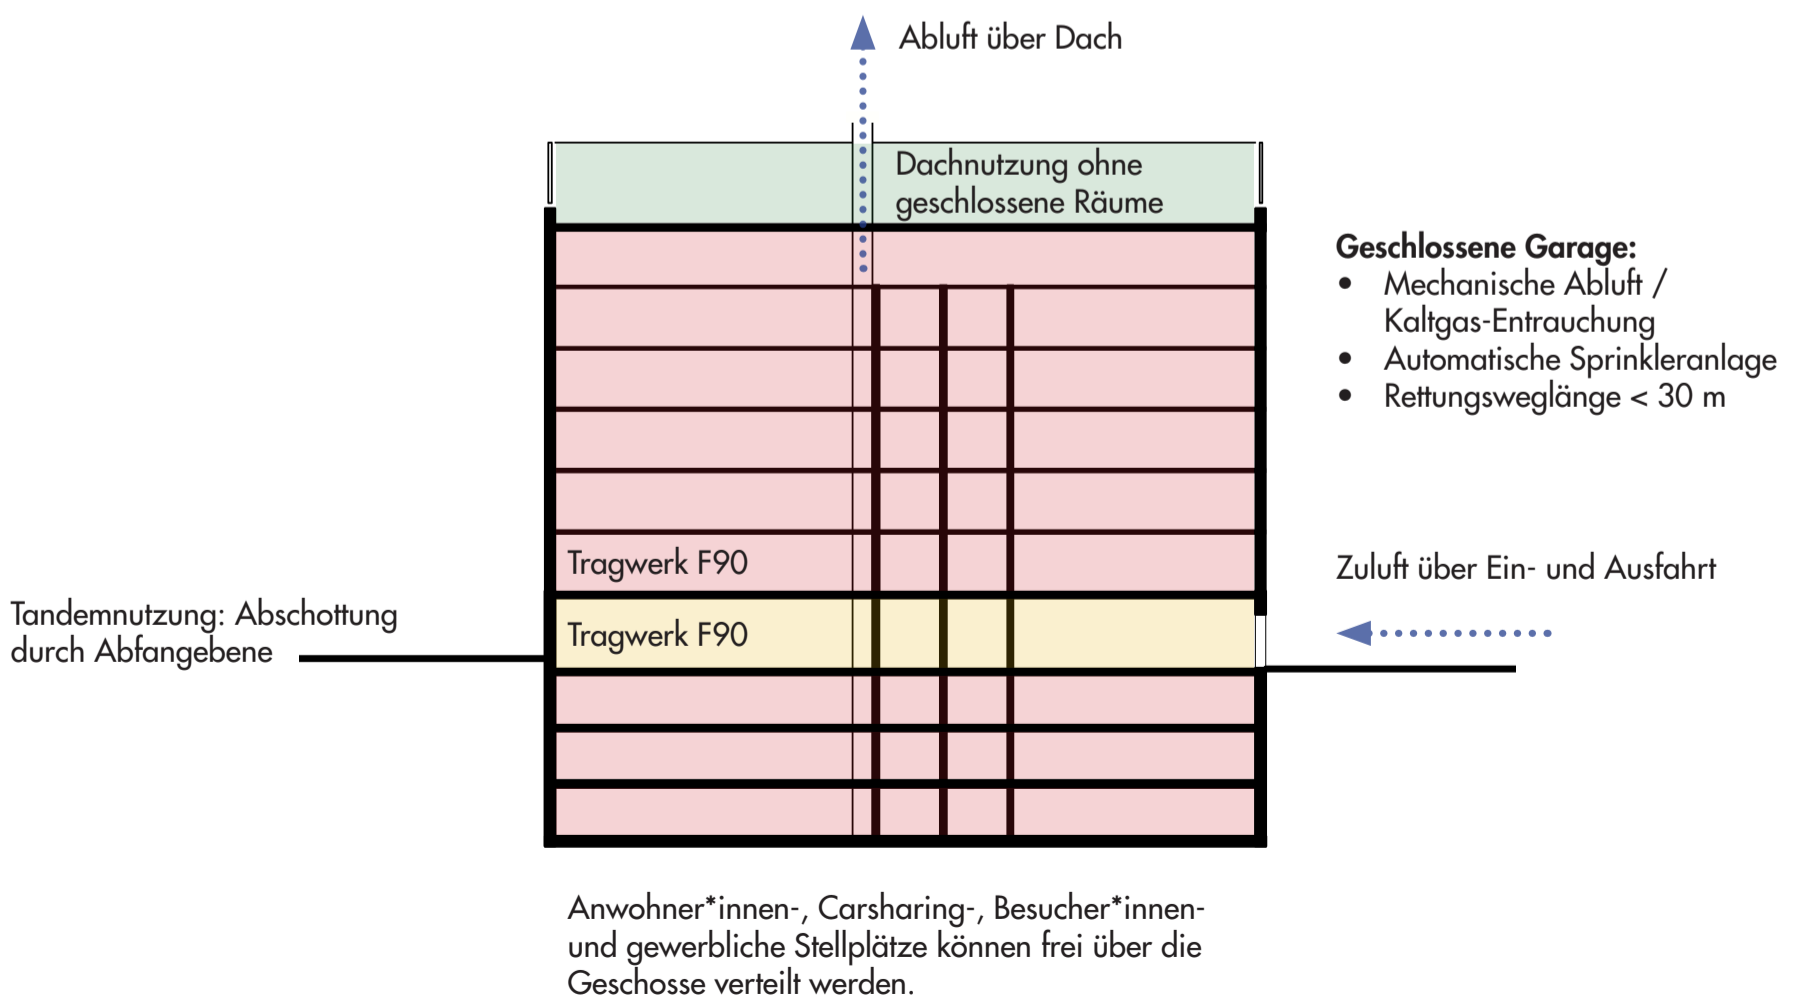 Abluft über Dach
Dachnutzung ohne
geschlossene Räume
Geschlossene Garage:
• Mechanische Abluft /
Kaltgas-Entrauchung
• Automatische Sprinkleranlage
• Rettungsweglänge < 30 m
Tragwerk F90
Zuluft über Ein- und Ausfahrt
Tandemnutzung: Abschottung
durch Abfangebene
Tragwerk F90
Anwohner*innen-, Carsharing-, Besucher*innen-
und gewerbliche Stellplätze können frei über die
Geschosse verteilt werden.